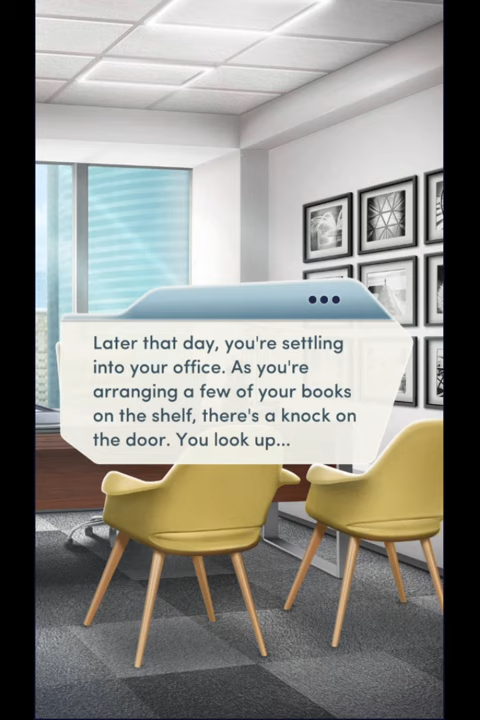 Later that day, you're settling
into your office. As you're
arranging a few of your books
on the shelf, there's a knock on
the door. You look up...